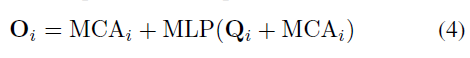 O_i = MCA_i + MLP(Q_i + MCA_i) (4)